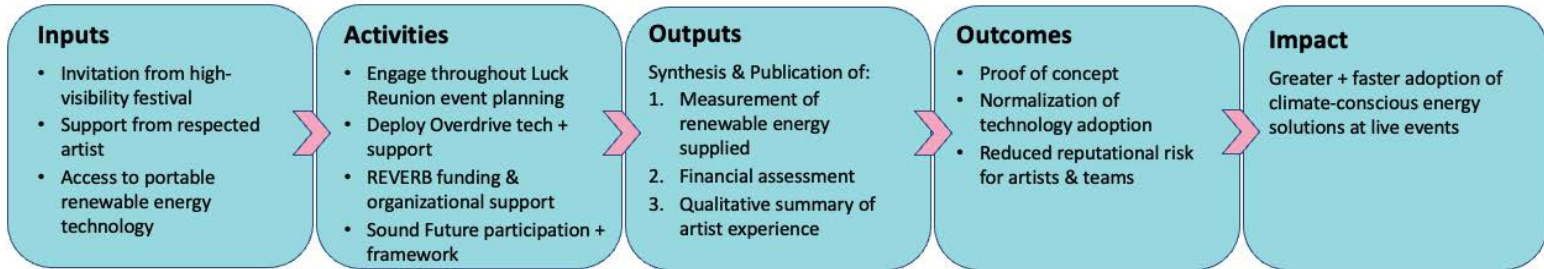 Inputs
• Invitation from high-
visibility festival
• Support from respected
artist
• Access to portable
renewable energy
technology
Activities
• Engage throughout Luck
Reunion event planning
• Deploy Overdrive tech +
support
• REVERB funding &
organizational support
• Sound Future participation +
framework
Outputs
Synthesis & Publication of:
1. Measurement of
renewable energy
supplied
2. Financial assessment
3. Qualitative summary of
artist experience
Outcomes
• Proof of concept
• Normalization of
technology adoption
• Reduced reputational risk
for artists & teams
Impact
Greater + faster adoption of
climate-conscious energy
solutions at live events